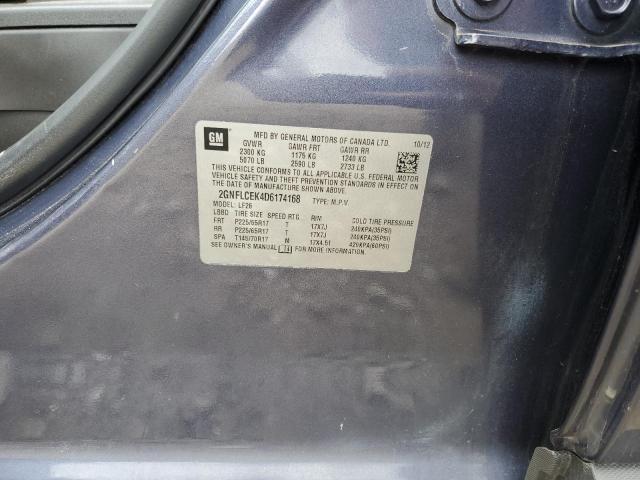 GM
MFD BY GENERAL MOTORS OF CANADA LTD. 10/12
GVWR GAWR FRT GAWR RR
2300 KG 1175 KG 1240 KG
5070 LB 2590 LB 2733 LB
THIS VEHICLE CONFORMS TO ALL APPLICABLE U.S. FEDERAL MOTOR
VEHICLE SAFETY AND THEFT PREVENTION STANDARDS IN EFFECT ON
THE DATE OF MANUFACTURE SHOWN ABOVE.
2GNFLCEK4D6174168 TYPE: M.P.V.
MODEL: LF26
LBBD TIRE SIZE SPEED RTG RIM COLD TIRE PRESSURE
FRT P225/65R17 T 17X7J 240KPA(35PSI)
RR P225/65R17 T 17X7J 240KPA(35PSI)
SPA T145/70R17 M 17X4.5T 420KPA(60PSI)
SEE OWNER'S MANUAL FOR MORE INFORMATION.